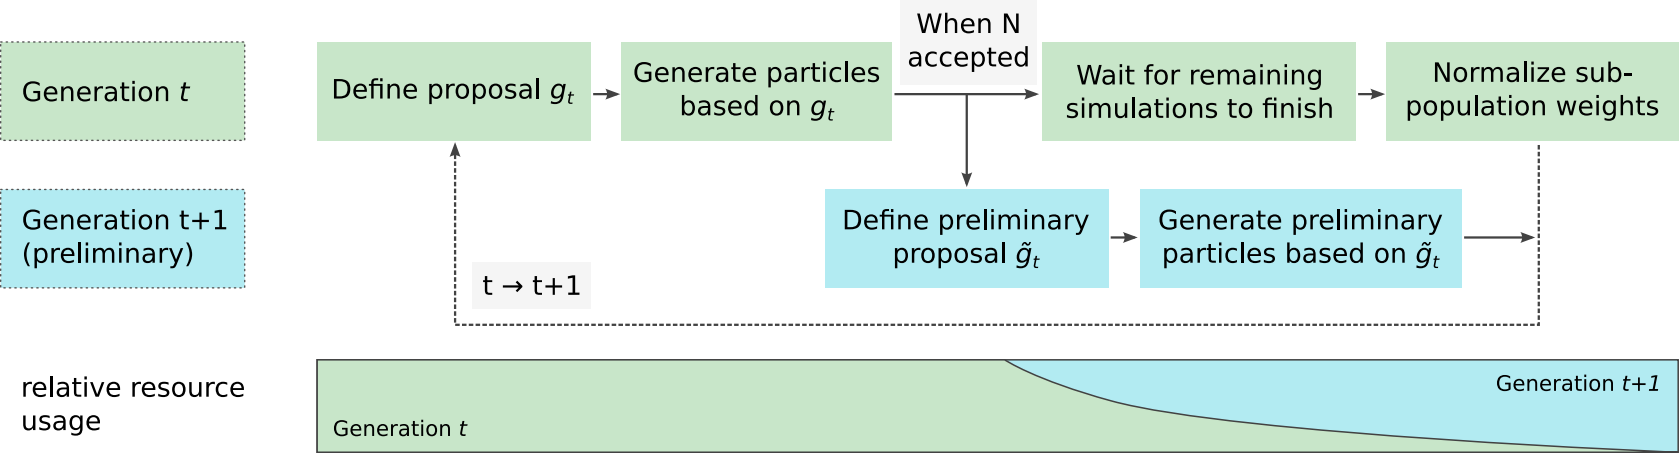 Generation t
Define proposal gₜ
Generate particles
based on gₜ
When N
accepted
Wait for remaining
simulations to finish
Normalize sub-
population weights
Generation t+1
(preliminary)
Define preliminary
proposal g̃ₜ
Generate preliminary
particles based on g̃ₜ
t → t+1
relative resource
usage
Generation t
Generation t+1